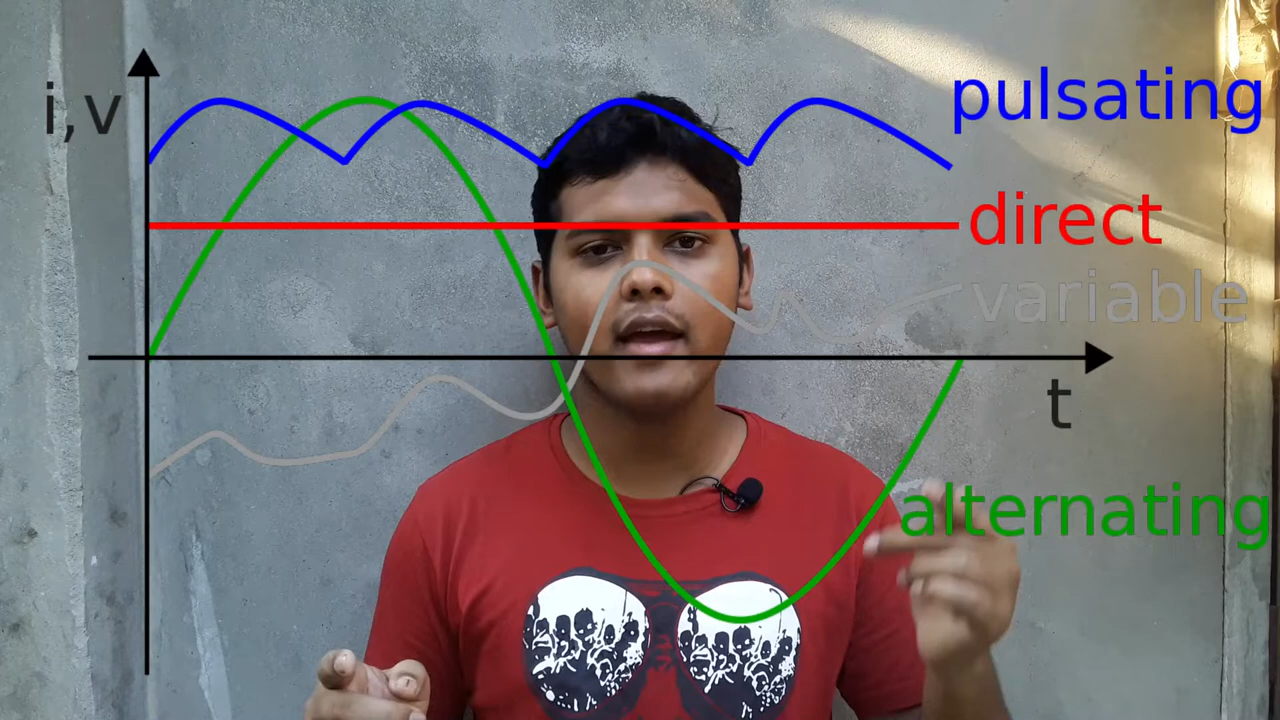 i,v
pulsating
direct
variable
t
alternating